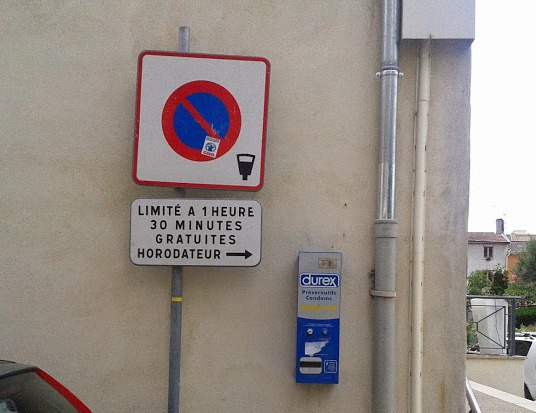 LIMITÉ A 1 HEURE
30 MINUTES
GRATUITES
HORODATEUR
durex
Préservatifs
Condoms